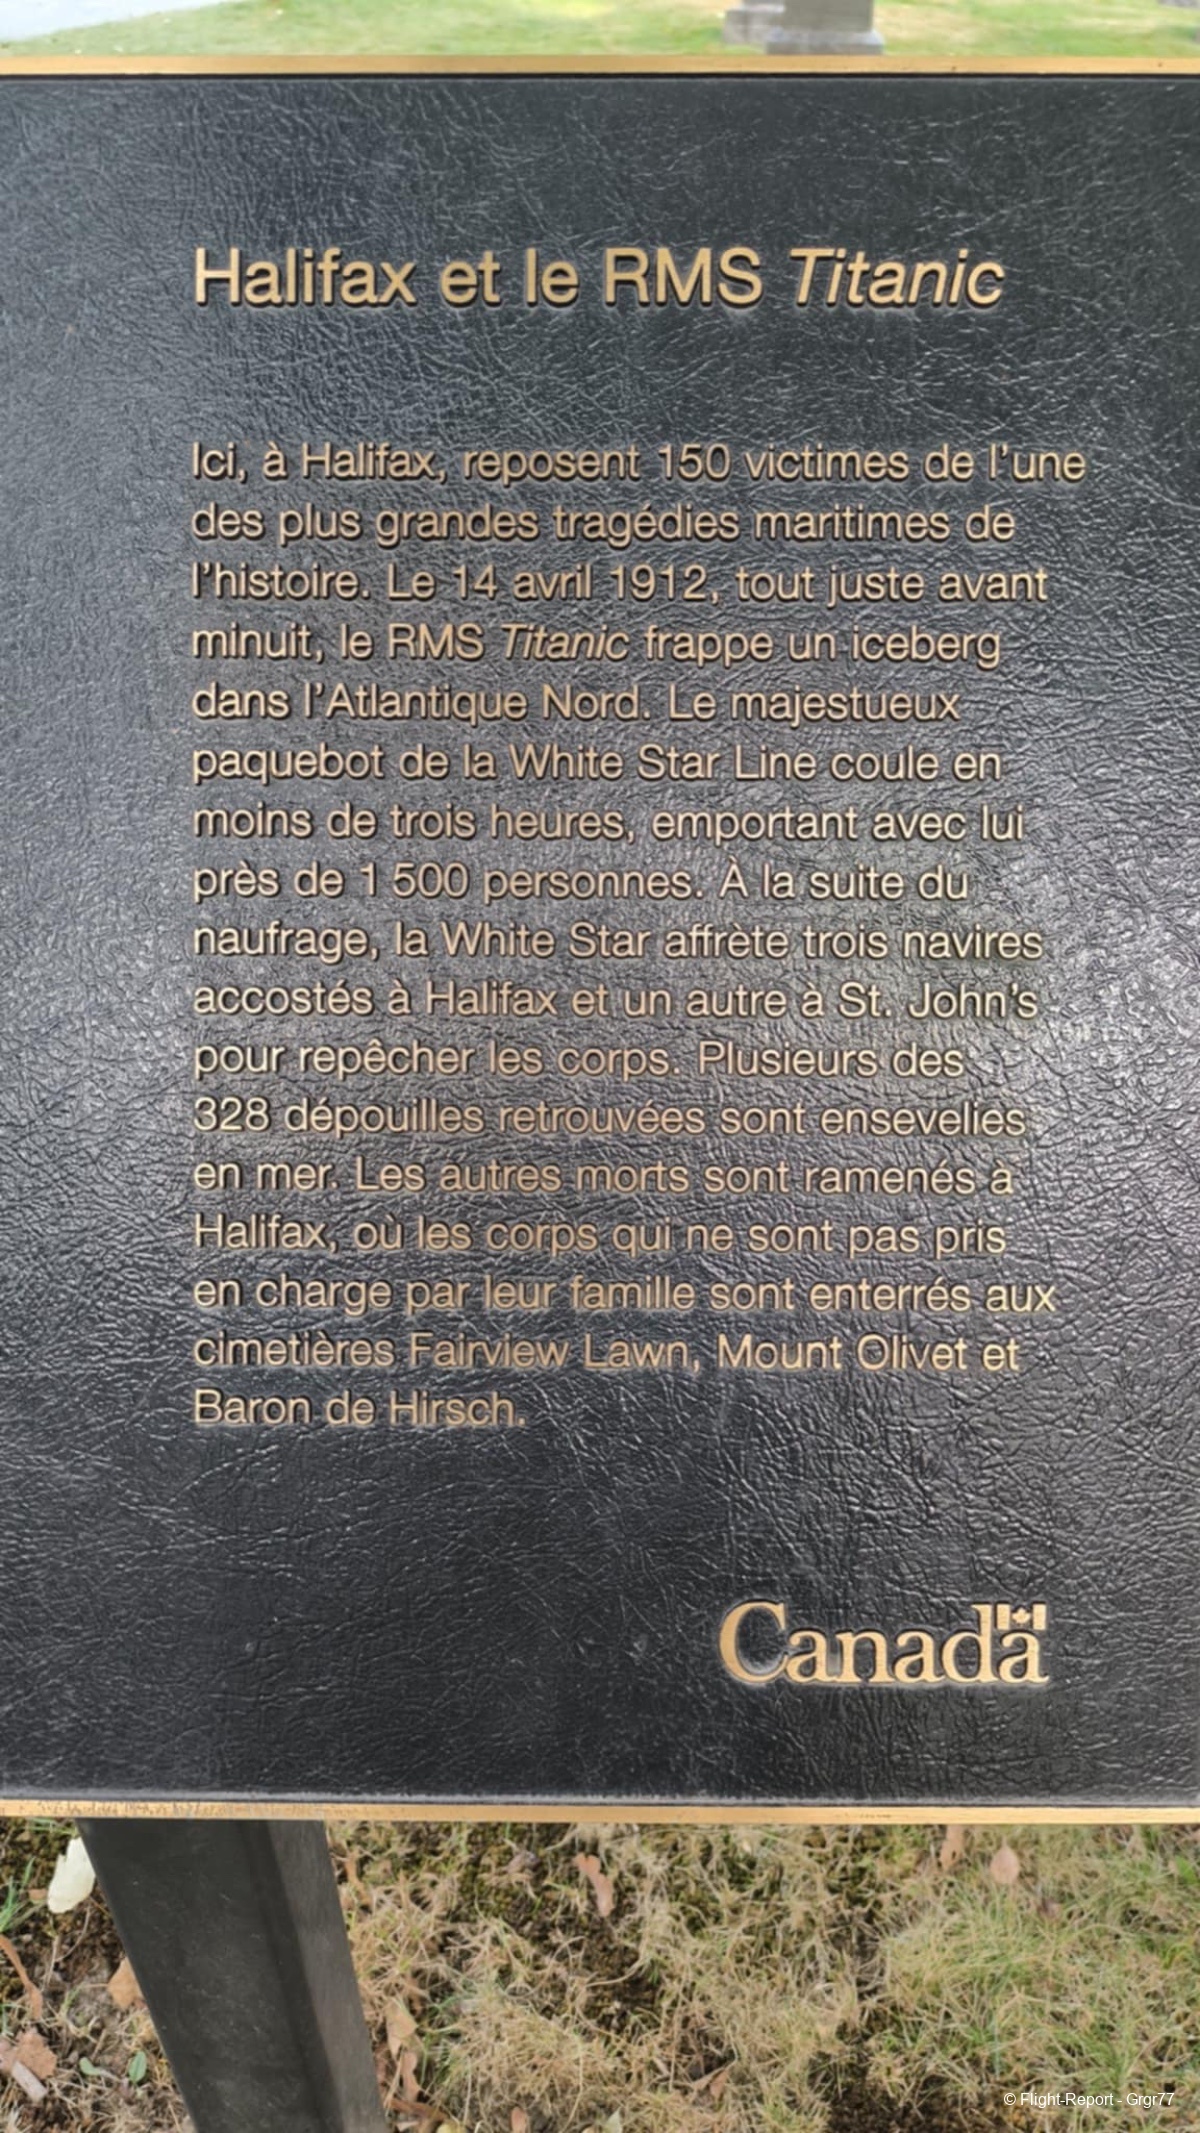 Halifax et le RMS Titanic
Ici, à Halifax, reposent 150 victimes de l'une
des plus grandes tragédies maritimes de
l'histoire. Le 14 avril 1912, tout juste avant
minuit, le RMS Titanic frappe un iceberg
dans l'Atlantique Nord. Le majestueux
paquebot de la White Star Line coule en
moins de trois heures, emportant avec lui
près de 1 500 personnes. À la suite du
naufrage, la White Star affrète trois navires
accostés à Halifax et un autre à St. John's
pour repêcher les corps. Plusieurs des
328 dépouilles retrouvées sont ensevelies
en mer. Les autres morts sont ramenés à
Halifax, où les corps qui ne sont pas pris
en charge par leur famille sont enterrés aux
cimetières Fairview Lawn, Mount Olivet et
Baron de Hirsch.
Canada
© Flight-Report - Grgr77